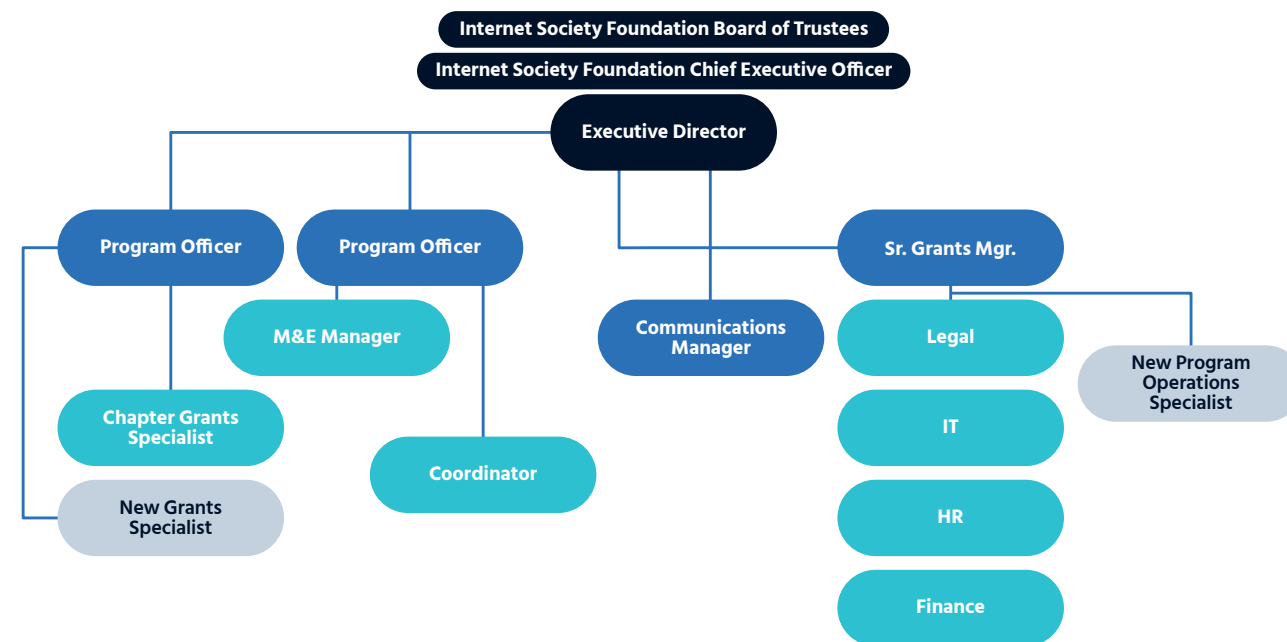 Internet Society Foundation Board of Trustees
Internet Society Foundation Chief Executive Officer
Executive Director
Program Officer
Program Officer
Sr. Grants Mgr.
M&E Manager
Communications
Manager
Legal
New Program
Operations
Specialist
Chapter Grants
Specialist
IT
Coordinator
New Grants
Specialist
HR
Finance